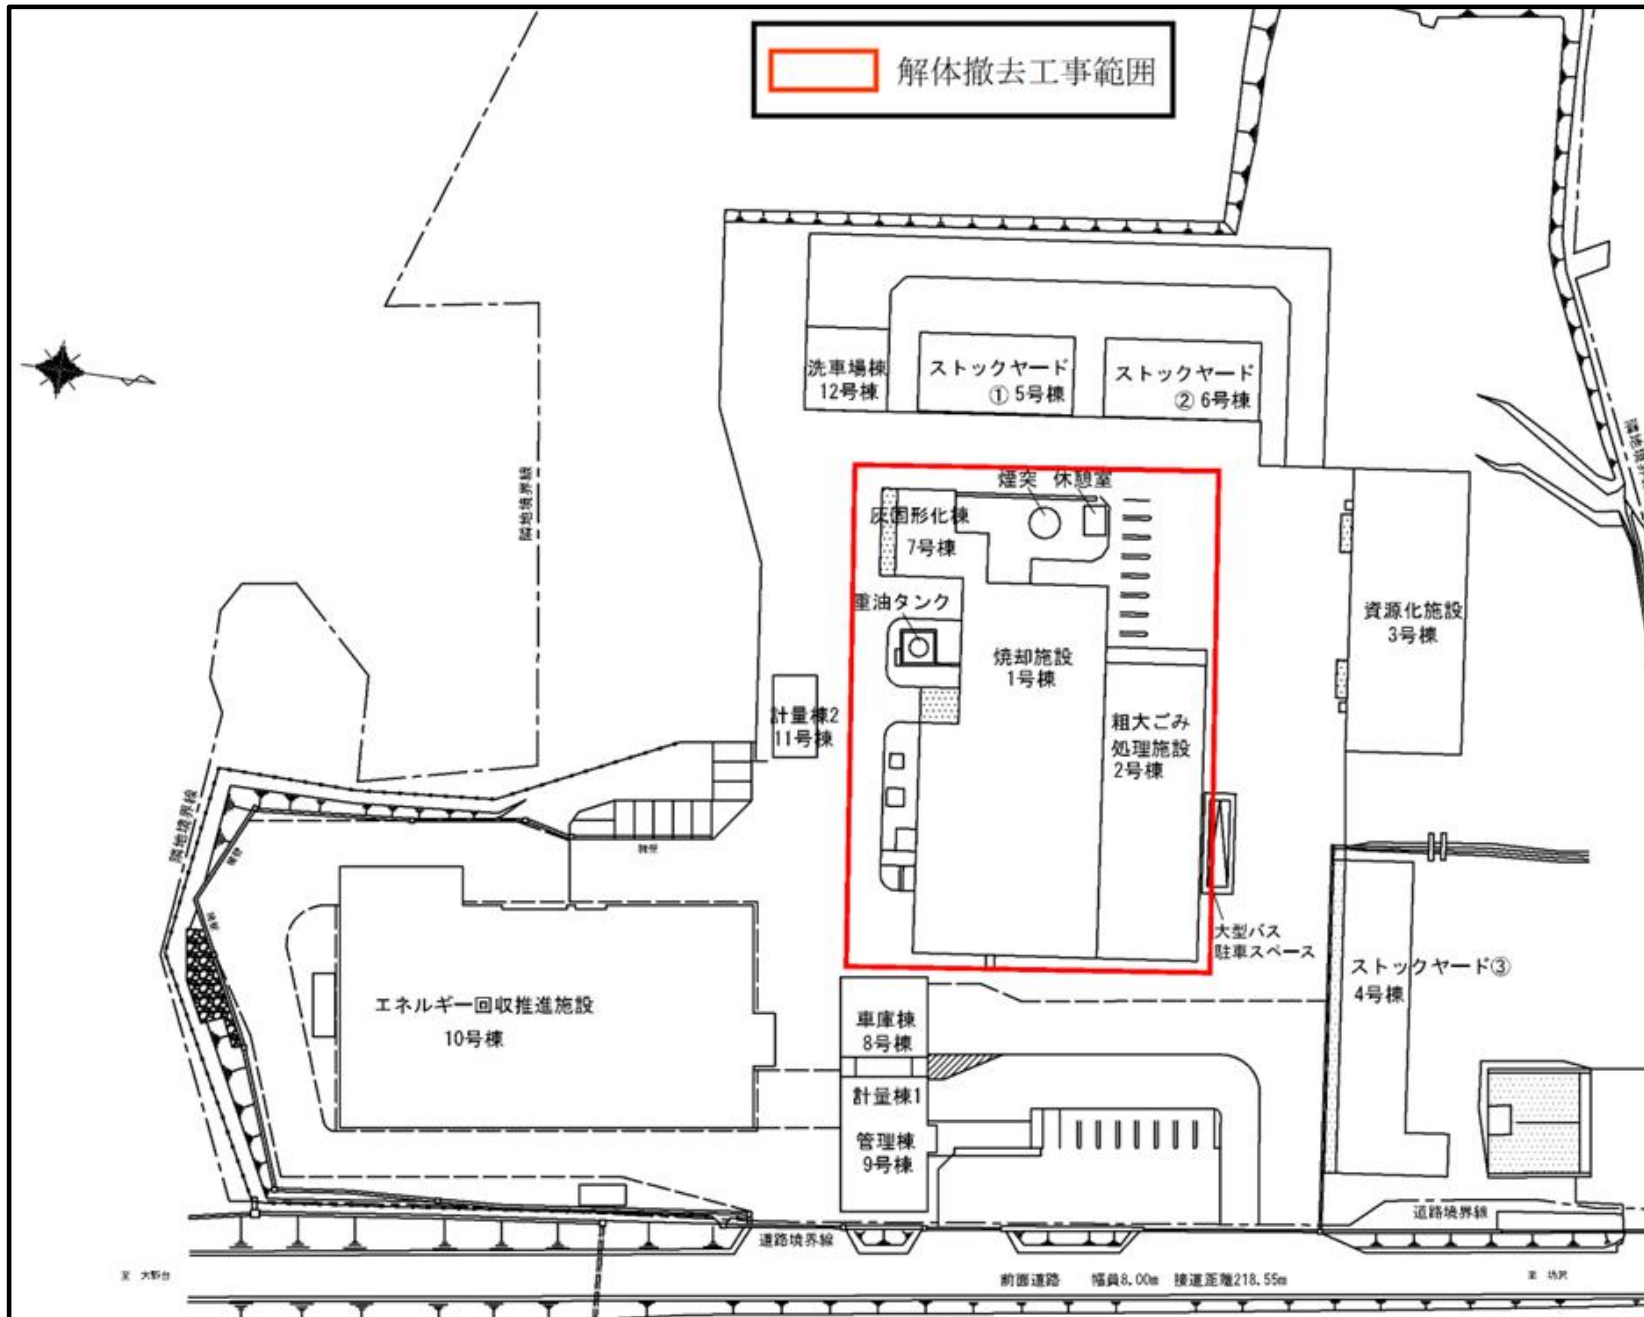 解体撤去工事範囲
洗車場棟
12号棟
ストックヤード
① 5号棟
ストックヤード
② 6号棟
隣地境界線
煙突 休憩室
灰固形化棟
7号棟
重油タンク
焼却施設
1号棟
資源化施設
3号棟
計量棟2
11号棟
粗大ごみ
処理施設
2号棟
隣地境界線
大型バス
駐車スペース
ストックヤード③
4号棟
エネルギー回収推進施設
10号棟
車庫棟
8号棟
計量棟1
管理棟
9号棟
道路境界線
道路境界線
至 大野台
前面道路 幅員8.00m 接道距離218.55m